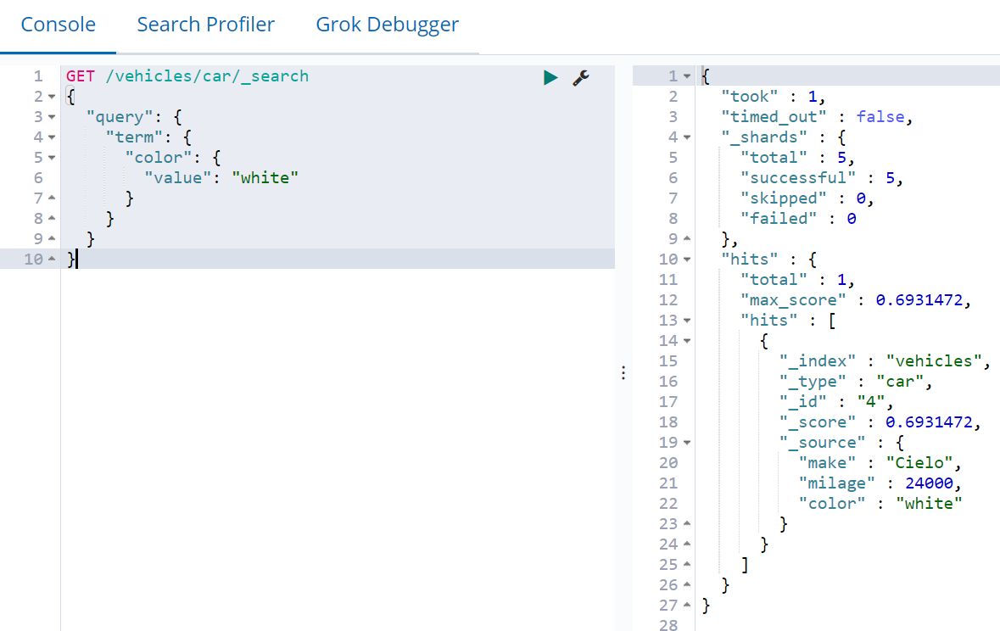 Console Search Profiler Grok Debugger
1 GET /vehicles/car/_search
2 {
3 "query": {
4 "term": {
5 "color": {
6 "value": "white"
7 }
8 }
9 }
10 }
1 {
2 "took" : 1,
3 "timed_out" : false,
4 "_shards" : {
5 "total" : 5,
6 "successful" : 5,
7 "skipped" : 0,
8 "failed" : 0
9 },
10 "hits" : {
11 "total" : 1,
12 "max_score" : 0.6931472,
13 "hits" : [
14 {
15 "_index" : "vehicles",
16 "_type" : "car",
17 "_id" : "4",
18 "_score" : 0.6931472,
19 "_source" : {
20 "make" : "Cielo",
21 "milage" : 24000,
22 "color" : "white"
23 }
24 }
25 ]
26 }
27 }
28